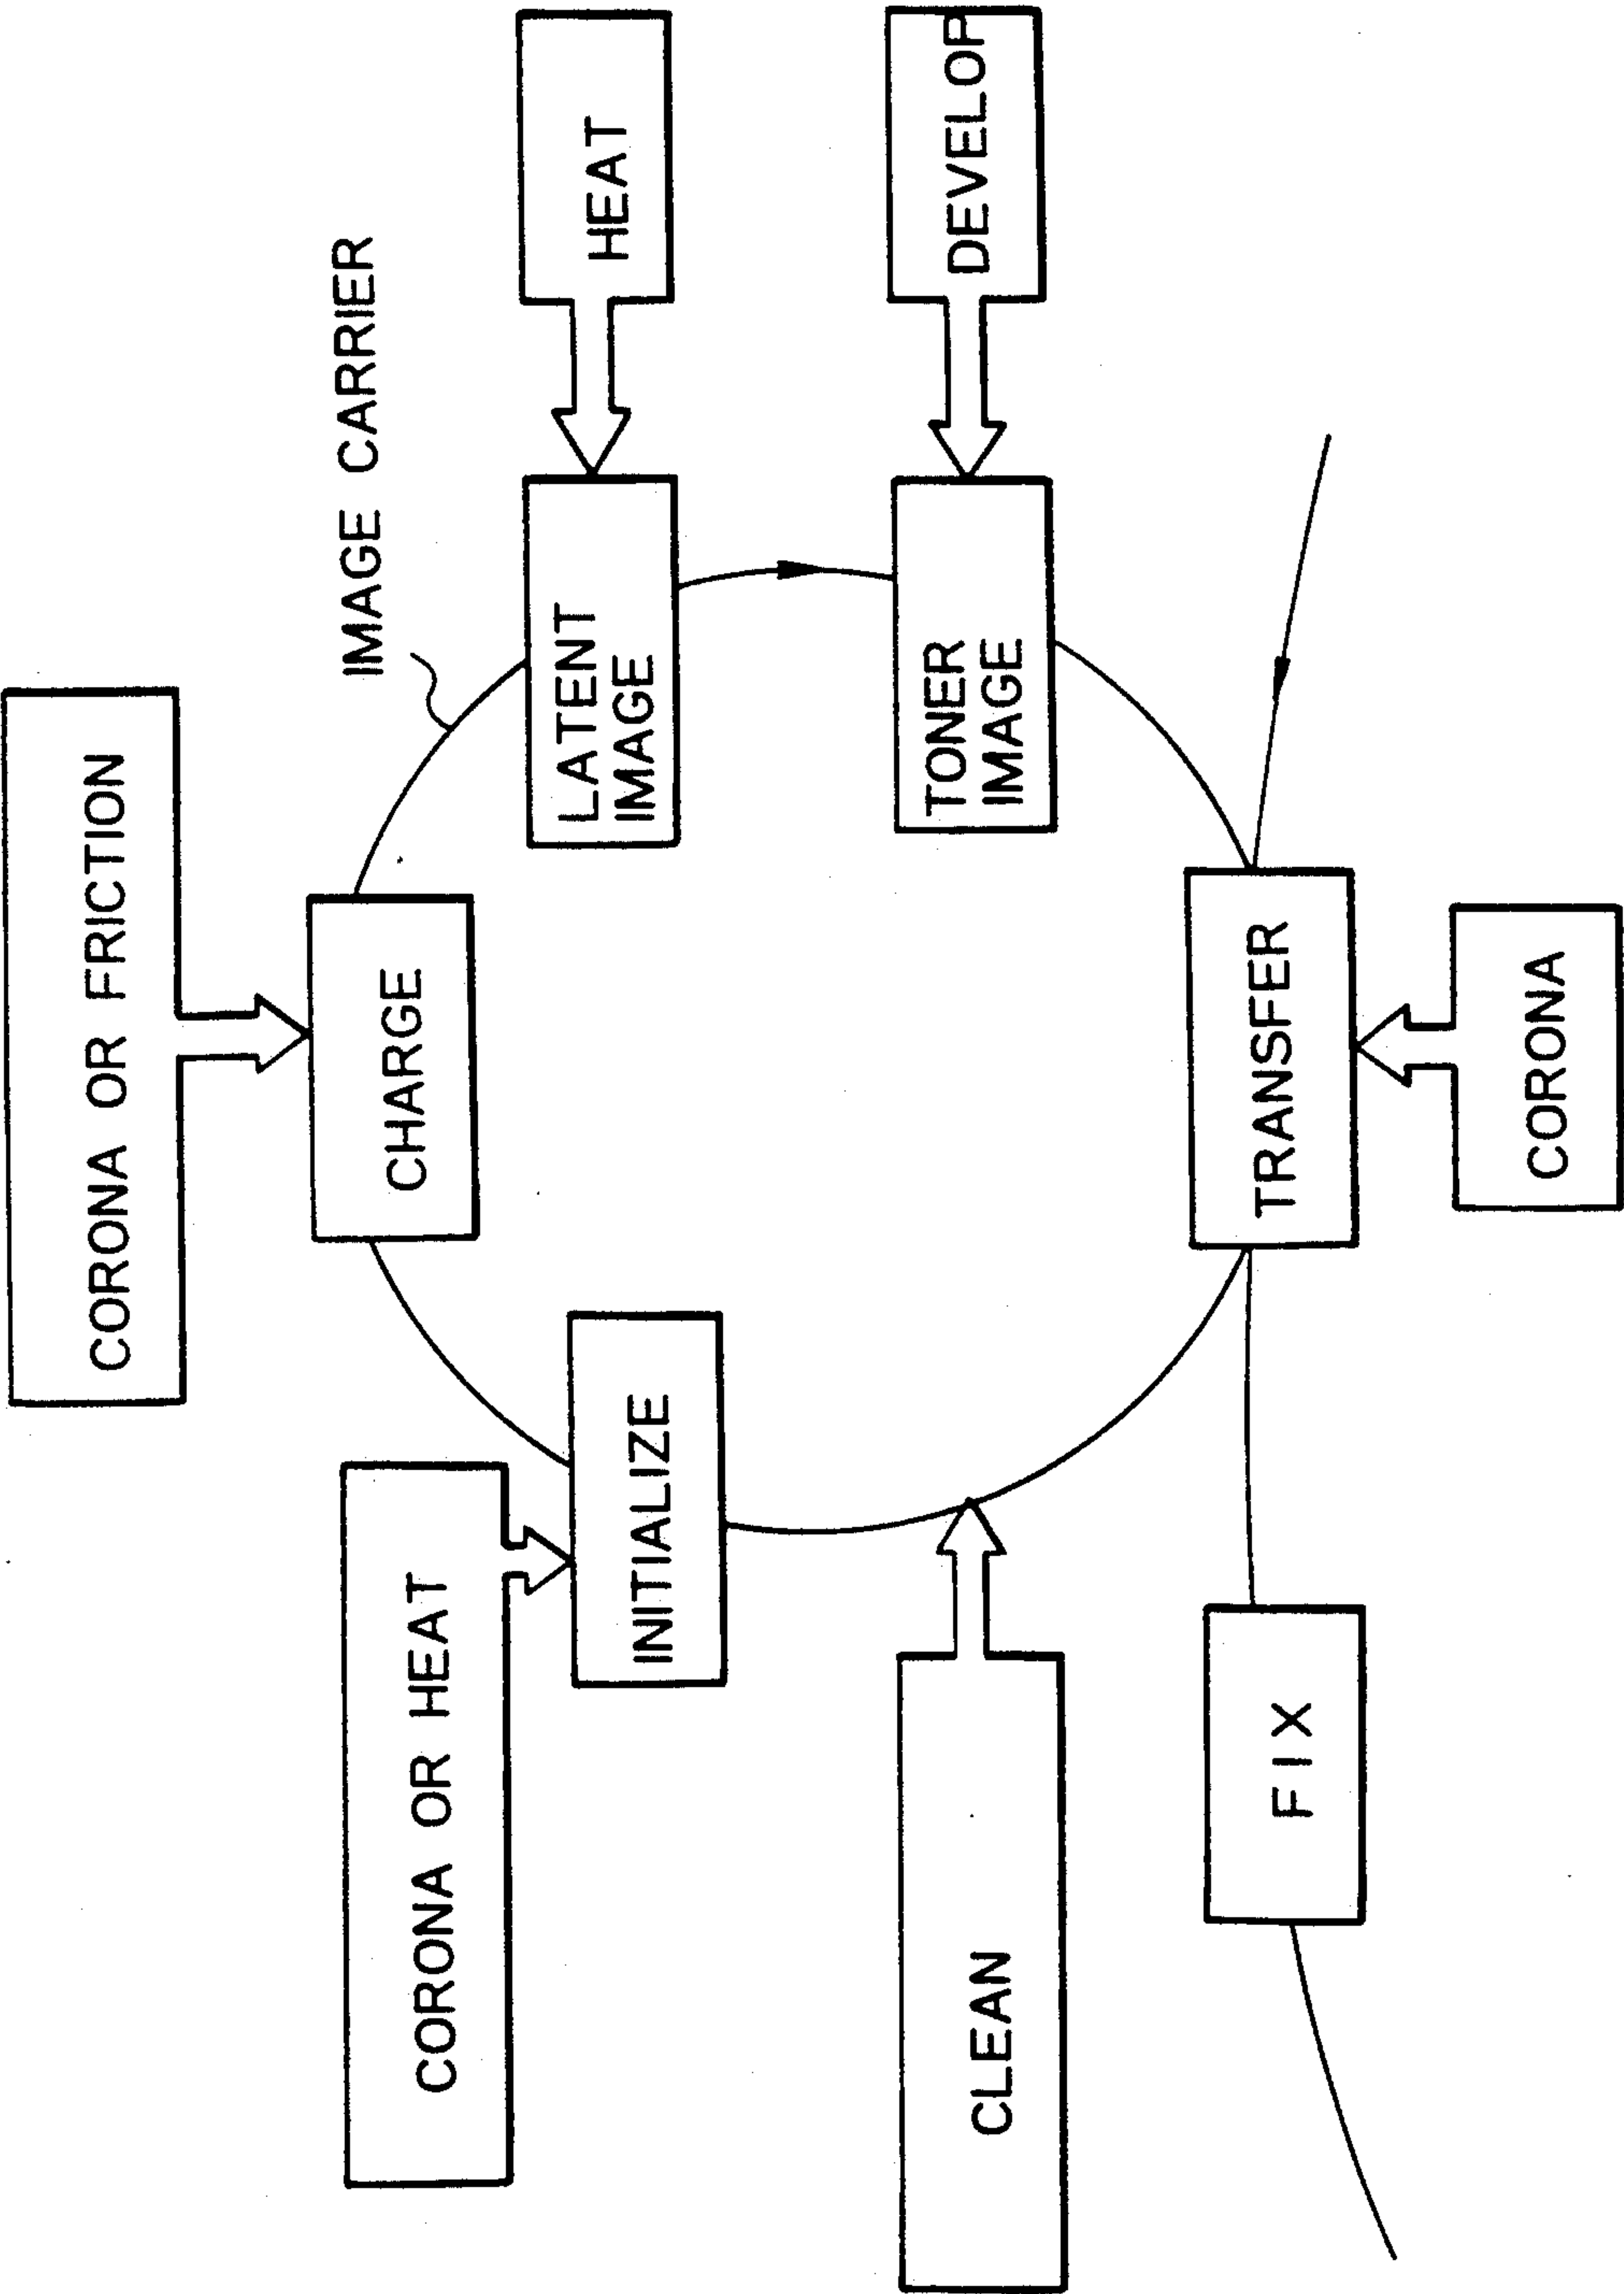 CORONA OR FRICTION
CHARGE
IMAGE CARRIER
CORONA OR HEAT
INITIALIZE
LATENT
IMAGE
HEAT
CLEAN
TONER
IMAGE
DEVELOP
FIX
TRANSFER
CORONA